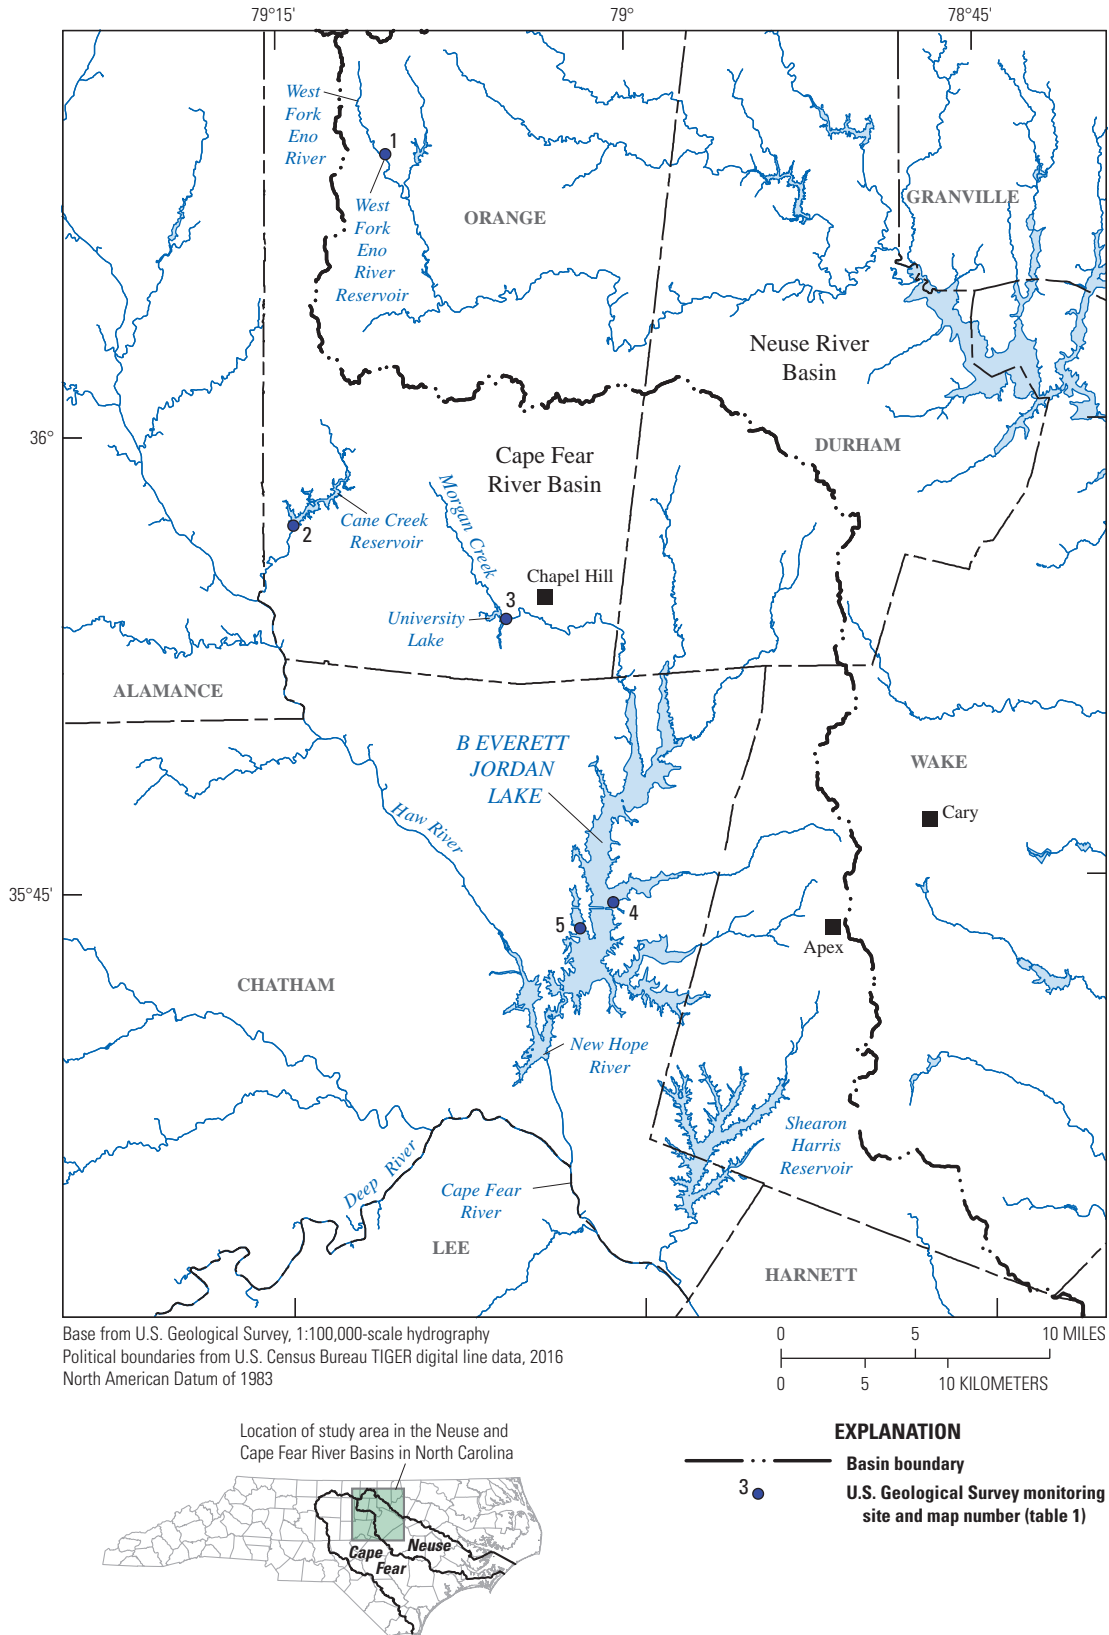 79°15'
79°
78°45'
West
Fork
Eno
River
1
West
Fork
Eno
River
Reservoir
ORANGE
GRANVILLE
Neuse River
Basin
36°
DURHAM
Cape Fear
River Basin
Morgan Creek
Cane Creek
Reservoir
2
Chapel Hill
3
University
Lake
ALAMANCE
B EVERETT
JORDAN
LAKE
WAKE
Haw River
Cary
35°45'
4
5
Apex
CHATHAM
New Hope
River
Shearon
Harris
Reservoir
Deep River
Cape Fear
River
LEE
HARNETT
Base from U.S. Geological Survey, 1:100,000-scale hydrography
Political boundaries from U.S. Census Bureau TIGER digital line data, 2016
North American Datum of 1983
0 5 10 MILES
0 5 10 KILOMETERS
Location of study area in the Neuse and
Cape Fear River Basins in North Carolina
Neuse
Cape
Fear
EXPLANATION
Basin boundary
3
U.S. Geological Survey monitoring
site and map number (table 1)